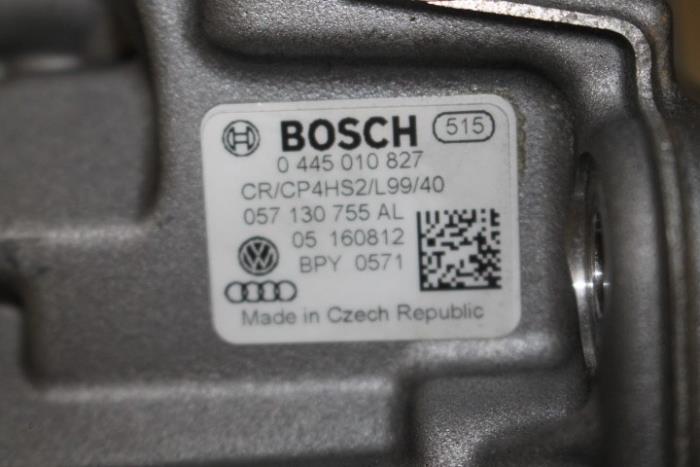 BOSCH 515
0 445 010 827
CR/CP4HS2/L99/40
057 130 755 AL
05 160812
BPY 0571
Made in Czech Republic